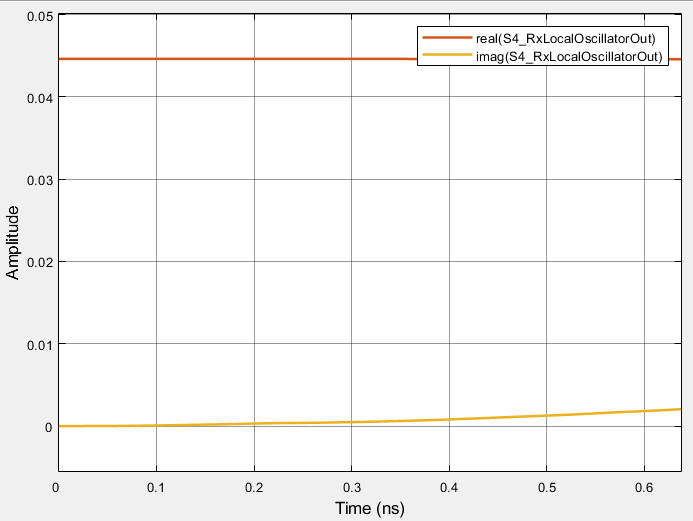 0.05
real(S4_RxLocalOscillatorOut)
imag(S4_RxLocalOscillatorOut)
0.04
0.03
Amplitude
0.02
0.01
0
0 0.1 0.2 0.3 0.4 0.5 0.6
Time (ns)